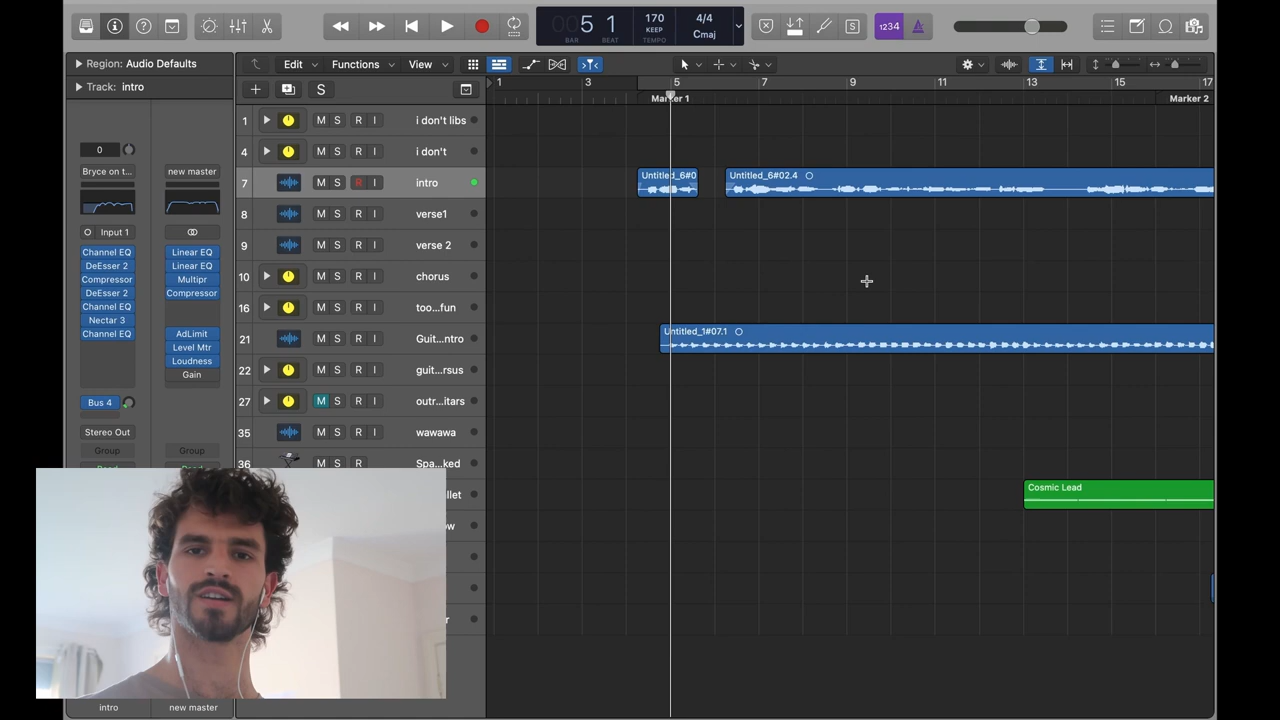 5 1
BAR BEAT
170
KEEP
TEMPO
4/4
Cmaj
S
1234
Region: Audio Defaults
Track: intro
Edit
Functions
View
S
1 3 5 7 9 11 13 15 17
Marker 1
Marker 2
0
Bryce on t...
new master
Input 1
Channel EQ
DeEsser 2
Compressor
DeEsser 2
Channel EQ
Nectar 3
Channel EQ
Linear EQ
Linear EQ
Multipr
Compressor
AdLimit
Level Mtr
Loudness
Gain
Bus 4
Stereo Out
Group
Group
intro
new master
1 M S R I i don't libs
4 M S R I i don't
7 M S R I intro
8 M S R I verse1
9 M S R I verse 2
10 M S R I chorus
16 M S R I too...fun
21 M S R I Guit...ntro
22 M S R I guit...rsus
27 M S R I outr...itars
35 M S R I wawawa
36 M S R Spa...ked
Untitled_6#0
Untitled_6#02.4
Untitled_1#07.1
Cosmic Lead